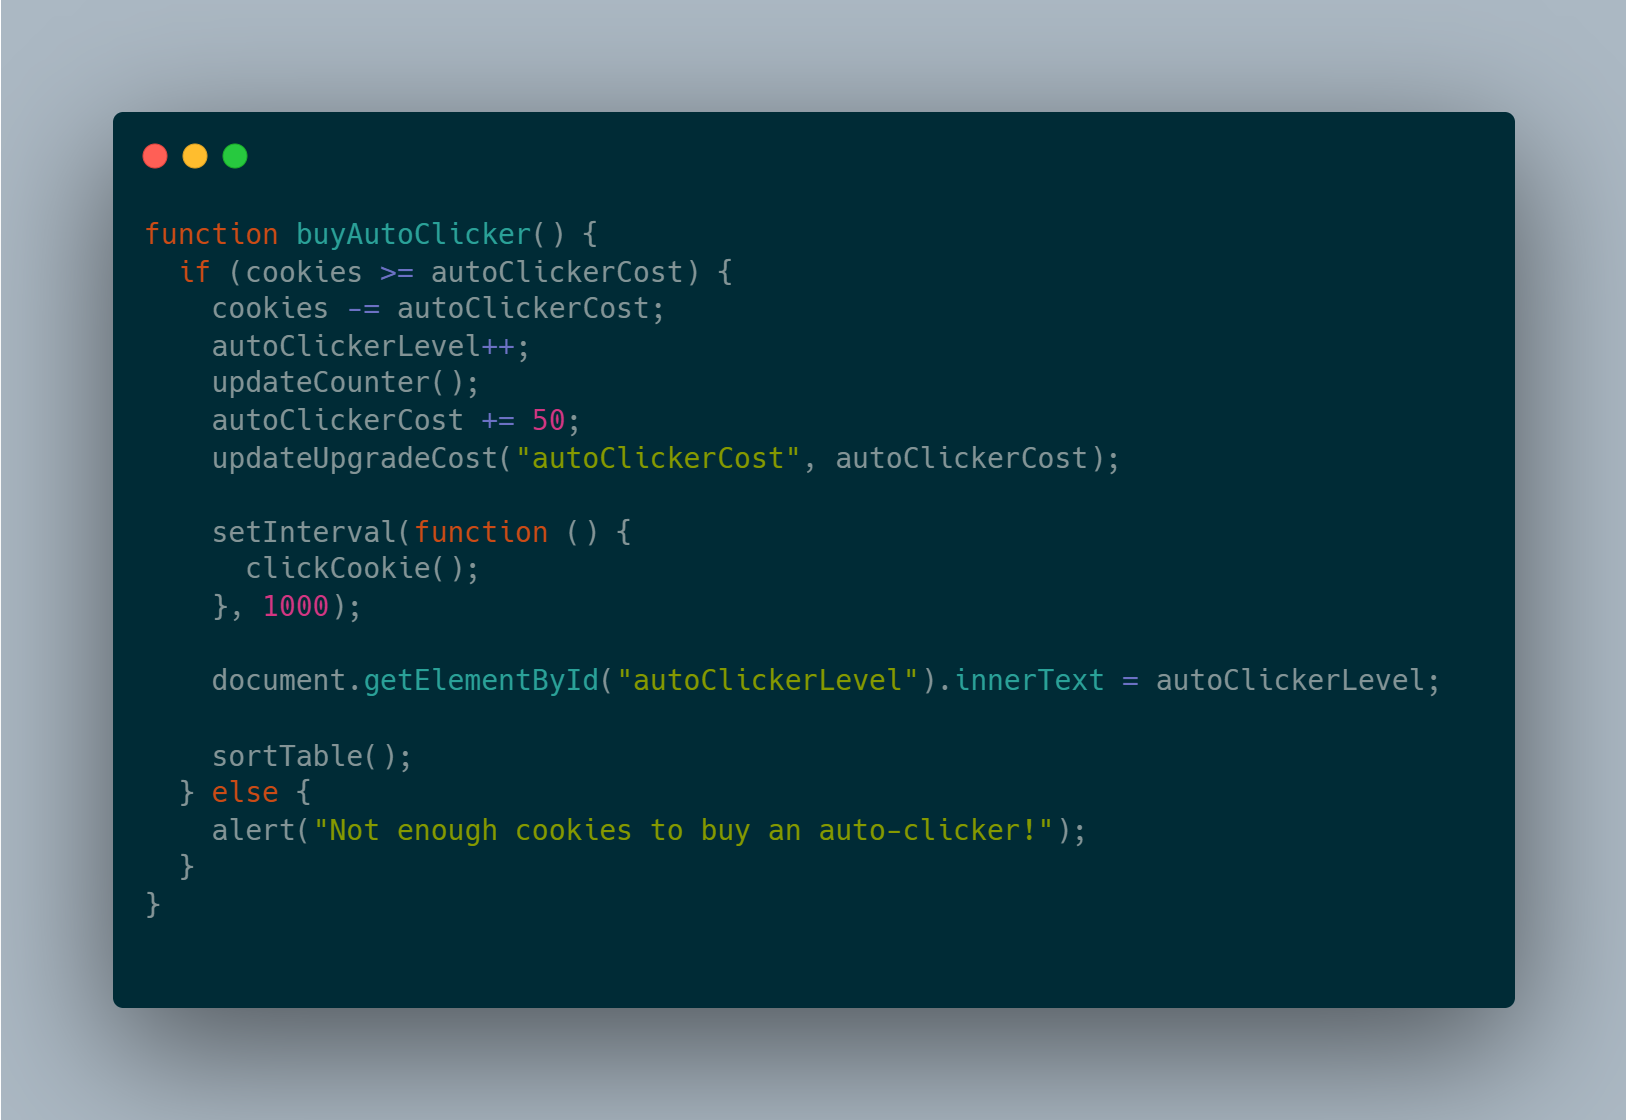 function buyAutoClicker() {
  if (cookies >= autoClickerCost) {
    cookies -= autoClickerCost;
    autoClickerLevel++;
    updateCounter();
    autoClickerCost += 50;
    updateUpgradeCost("autoClickerCost", autoClickerCost);

    setInterval(function () {
      clickCookie();
    }, 1000);

    document.getElementById("autoClickerLevel").innerText = autoClickerLevel;

    sortTable();
  } else {
    alert("Not enough cookies to buy an auto-clicker!");
  }
}